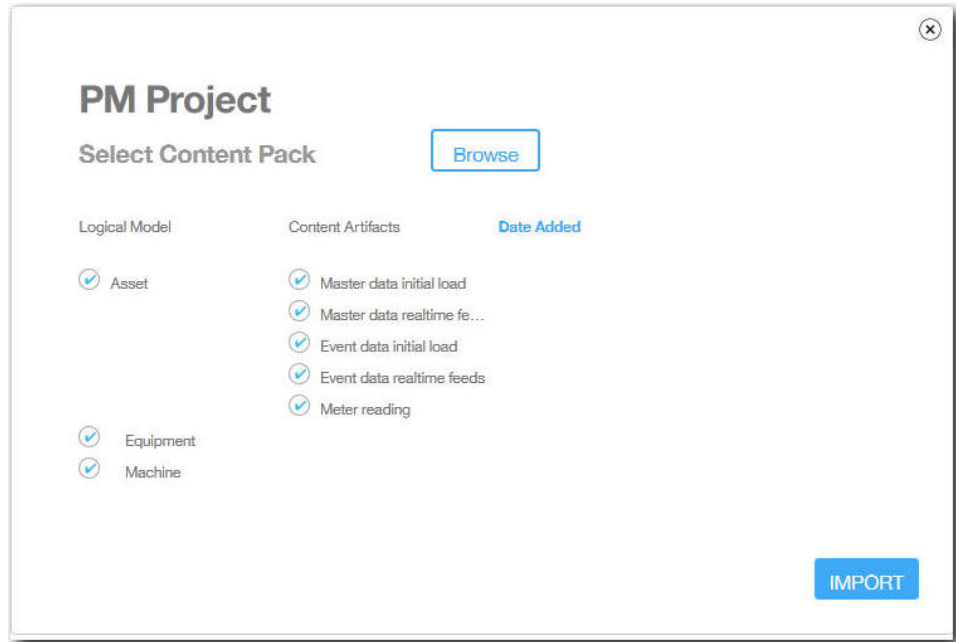 PM Project
Select Content Pack
Browse
Logical Model
Content Artifacts
Date Added
Asset
Master data initial load
Master data realtime fe...
Event data initial load
Event data realtime feeds
Meter reading
Equipment
Machine
IMPORT